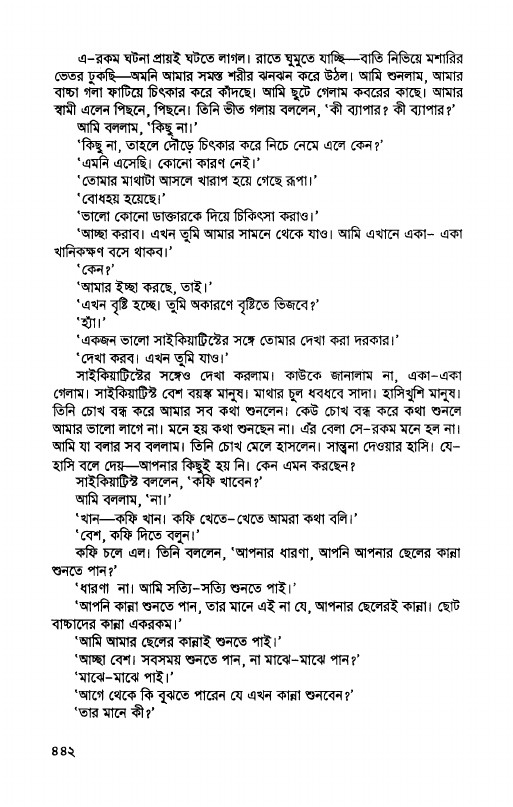 এ-রকম ঘটনা প্রায়ই ঘটতে লাগল। রাতে ঘুমুতে যাচ্ছি—বাতি নিভিয়ে মশারির
ভেতর ঢুকছি—অমনি আমার সমস্ত শরীর ঝনঝন করে উঠল। আমি শুনলাম, আমার
বাচ্চা গলা ফাটিয়ে চিৎকার করে কাঁদছে। আমি ছুটে গেলাম কবরের কাছে। আমার
স্বামী এলেন পিছনে, পিছনে। তিনি ভীত গলায় বললেন, ‘কী ব্যাপার? কী ব্যাপার?’
আমি বললাম, ‘কিছু না।’
‘কিছু না, তাহলে দৌড়ে চিৎকার করে নিচে নেমে এলে কেন?’
‘এমনি এসেছি। কোনো কারণ নেই।’
‘তোমার মাথাটা আসলে খারাপ হয়ে গেছে রূপা।’
‘বোধহয় হয়েছে।’
‘ভালো কোনো ডাক্তারকে দিয়ে চিকিৎসা করাও।’
‘আচ্ছা করাব। এখন তুমি আমার সামনে থেকে যাও। আমি এখানে একা- একা
খানিকক্ষণ বসে থাকব।’
‘কেন?’
‘আমার ইচ্ছা করছে, তাই।’
‘এখন বৃষ্টি হচ্ছে। তুমি অকারণে বৃষ্টিতে ভিজবে?’
‘হ্যাঁ।’
‘একজন ভালো সাইকিয়াট্রিস্টের সঙ্গে তোমার দেখা করা দরকার।’
‘দেখা করব। এখন তুমি যাও।’
সাইকিয়াট্রিস্টের সঙ্গেও দেখা করলাম। কাউকে জানালাম না, একা-একা
গেলাম। সাইকিয়াট্রিস্ট বেশ বয়স্ক মানুষ। মাথার চুল ধবধবে সাদা। হাসিখুশি মানুষ।
তিনি চোখ বন্ধ করে আমার সব কথা শুনলেন। কেউ চোখ বন্ধ করে কথা শুনলে
আমার ভালো লাগে না। মনে হয় কথা শুনছেন না। এঁর বেলা সে-রকম মনে হল না।
আমি যা বলার সব বললাম। তিনি চোখ মেলে হাসলেন। সান্ত্বনা দেওয়ার হাসি। যে-
হাসি বলে দেয়—আপনার কিছুই হয় নি। কেন এমন করছেন?
সাইকিয়াট্রিস্ট বললেন, ‘কফি খাবেন?’
আমি বললাম, ‘না।’
‘খান—কফি খান। কফি খেতে-খেতে আমরা কথা বলি।’
‘বেশ, কফি দিতে বলুন।’
কফি চলে এল। তিনি বললেন, ‘আপনার ধারণা, আপনি আপনার ছেলের কান্না
শুনতে পান?’
‘ধারণা না। আমি সত্যি-সত্যি শুনতে পাই।’
‘আপনি কান্না শুনতে পান, তার মানে এই না যে, আপনার ছেলেরই কান্না। ছোট
বাচ্চাদের কান্না একরকম।’
‘আমি আমার ছেলের কান্নাই শুনতে পাই।’
‘আচ্ছা বেশ। সবসময় শুনতে পান, না মাঝে-মাঝে পান?’
‘মাঝে-মাঝে পাই।’
‘আগে থেকে কি বুঝতে পারেন যে এখন কান্না শুনবেন?’
‘তার মানে কী?’
৪৪২